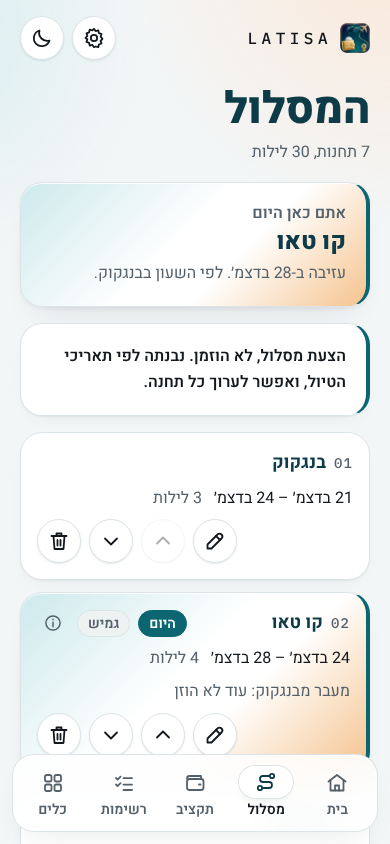 LATISA
המסלול
7 תחנות, 30 לילות
אתם כאן היום
קו טאו
עזיבה ב-28 בדצמ׳. לפי השעון בבנגקוק.
הצעת מסלול, לא הוזמן. נבנתה לפי תאריכי
הטיול, ואפשר לערוך כל תחנה.
01 בנגקוק
21 בדצמ׳ – 24 בדצמ׳ 3 לילות
02 קו טאו היום גמיש
24 בדצמ׳ – 28 בדצמ׳ 4 לילות
מעבר מבנגקוק: עוד לא הוזן
בית מסלול תקציב רשימות כלים